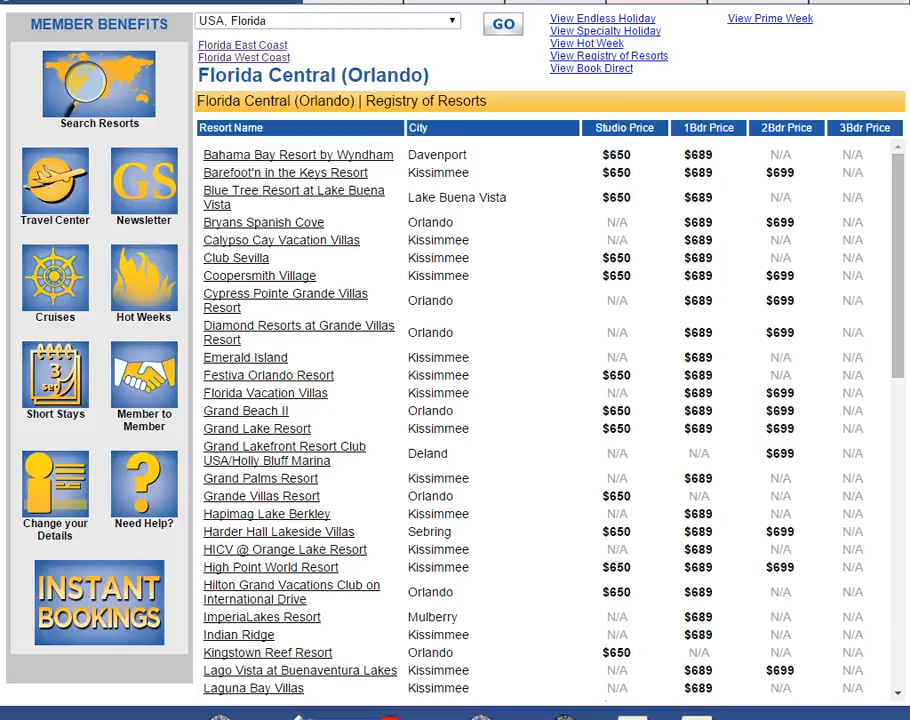 MEMBER BENEFITS
USA, Florida
GO
View Endless Holiday
View Specialty Holiday
View Hot Week
View Registry of Resorts
View Book Direct
View Prime Week
Florida East Coast
Florida West Coast
Florida Central (Orlando)
Florida Central (Orlando) | Registry of Resorts
Search Resorts
GS
Travel Center
Newsletter
Cruises
Hot Weeks
3
Short Stays
Member to
Member
?
Change your
Details
Need Help?
INSTANT
BOOKINGS
Resort Name City Studio Price 1Bdr Price 2Bdr Price 3Bdr Price
Bahama Bay Resort by Wyndham Davenport $650 $689 N/A N/A
Barefoot'n in the Keys Resort Kissimmee $650 $689 $699 N/A
Blue Tree Resort at Lake Buena
Vista Lake Buena Vista $650 $689 N/A N/A
Bryans Spanish Cove Orlando N/A $689 $699 N/A
Calypso Cay Vacation Villas Kissimmee N/A $689 N/A N/A
Club Sevilla Kissimmee $650 $689 N/A N/A
Coopersmith Village Kissimmee $650 $689 $699 N/A
Cypress Pointe Grande Villas
Resort Orlando N/A $689 $699 N/A
Diamond Resorts at Grande Villas
Resort Orlando N/A $689 $699 N/A
Emerald Island Kissimmee N/A $689 N/A N/A
Festiva Orlando Resort Kissimmee $650 $689 N/A N/A
Florida Vacation Villas Kissimmee N/A $689 $699 N/A
Grand Beach II Orlando $650 $689 $699 N/A
Grand Lake Resort Kissimmee $650 $689 $699 N/A
Grand Lakefront Resort Club
USA/Holly Bluff Marina Deland N/A N/A $699 N/A
Grand Palms Resort Kissimmee N/A $689 N/A N/A
Grande Villas Resort Orlando $650 N/A N/A N/A
Hapimag Lake Berkley Kissimmee N/A $689 N/A N/A
Harder Hall Lakeside Villas Sebring $650 $689 $699 N/A
HICV @ Orange Lake Resort Kissimmee N/A $689 N/A N/A
High Point World Resort Kissimmee $650 $689 $699 N/A
Hilton Grand Vacations Club on
International Drive Orlando $650 $689 N/A N/A
ImperiaLakes Resort Mulberry N/A $689 N/A N/A
Indian Ridge Kissimmee N/A $689 N/A N/A
Kingstown Reef Resort Orlando $650 N/A N/A N/A
Lago Vista at Buenaventura Lakes Kissimmee N/A $689 $699 N/A
Laguna Bay Villas Kissimmee N/A $689 N/A N/A